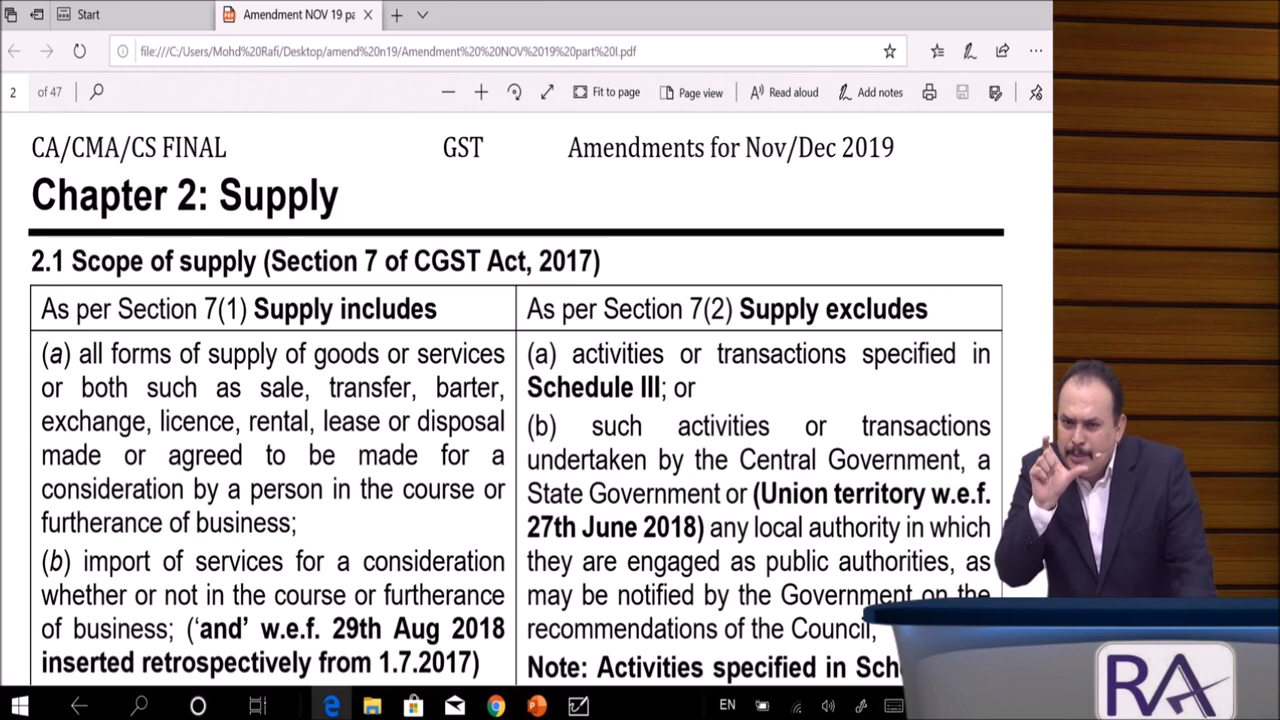 Start
Amendment NOV 19 pa
file:///C:/Users/Mohd%20Rafi/Desktop/amend%20n19/Amendment%20%20NOV%2019%20part%20I.pdf
2 of 47
Fit to page
Page view
Read aloud
Add notes
CA/CMA/CS FINAL GST Amendments for Nov/Dec 2019
Chapter 2: Supply
2.1 Scope of supply (Section 7 of CGST Act, 2017)
As per Section 7(1) Supply includes
(a) all forms of supply of goods or services
or both such as sale, transfer, barter,
exchange, licence, rental, lease or disposal
made or agreed to be made for a
consideration by a person in the course or
furtherance of business;
(b) import of services for a consideration
whether or not in the course or furtherance
of business; (‘and’ w.e.f. 29th Aug 2018
inserted retrospectively from 1.7.2017)
As per Section 7(2) Supply excludes
(a) activities or transactions specified in
Schedule III; or
(b) such activities or transactions
undertaken by the Central Government, a
State Government or (Union territory w.e.f.
27th June 2018) any local authority in which
they are engaged as public authorities, as
may be notified by the Government on the
recommendations of the Council,
Note: Activities specified in Sch
EN
RA